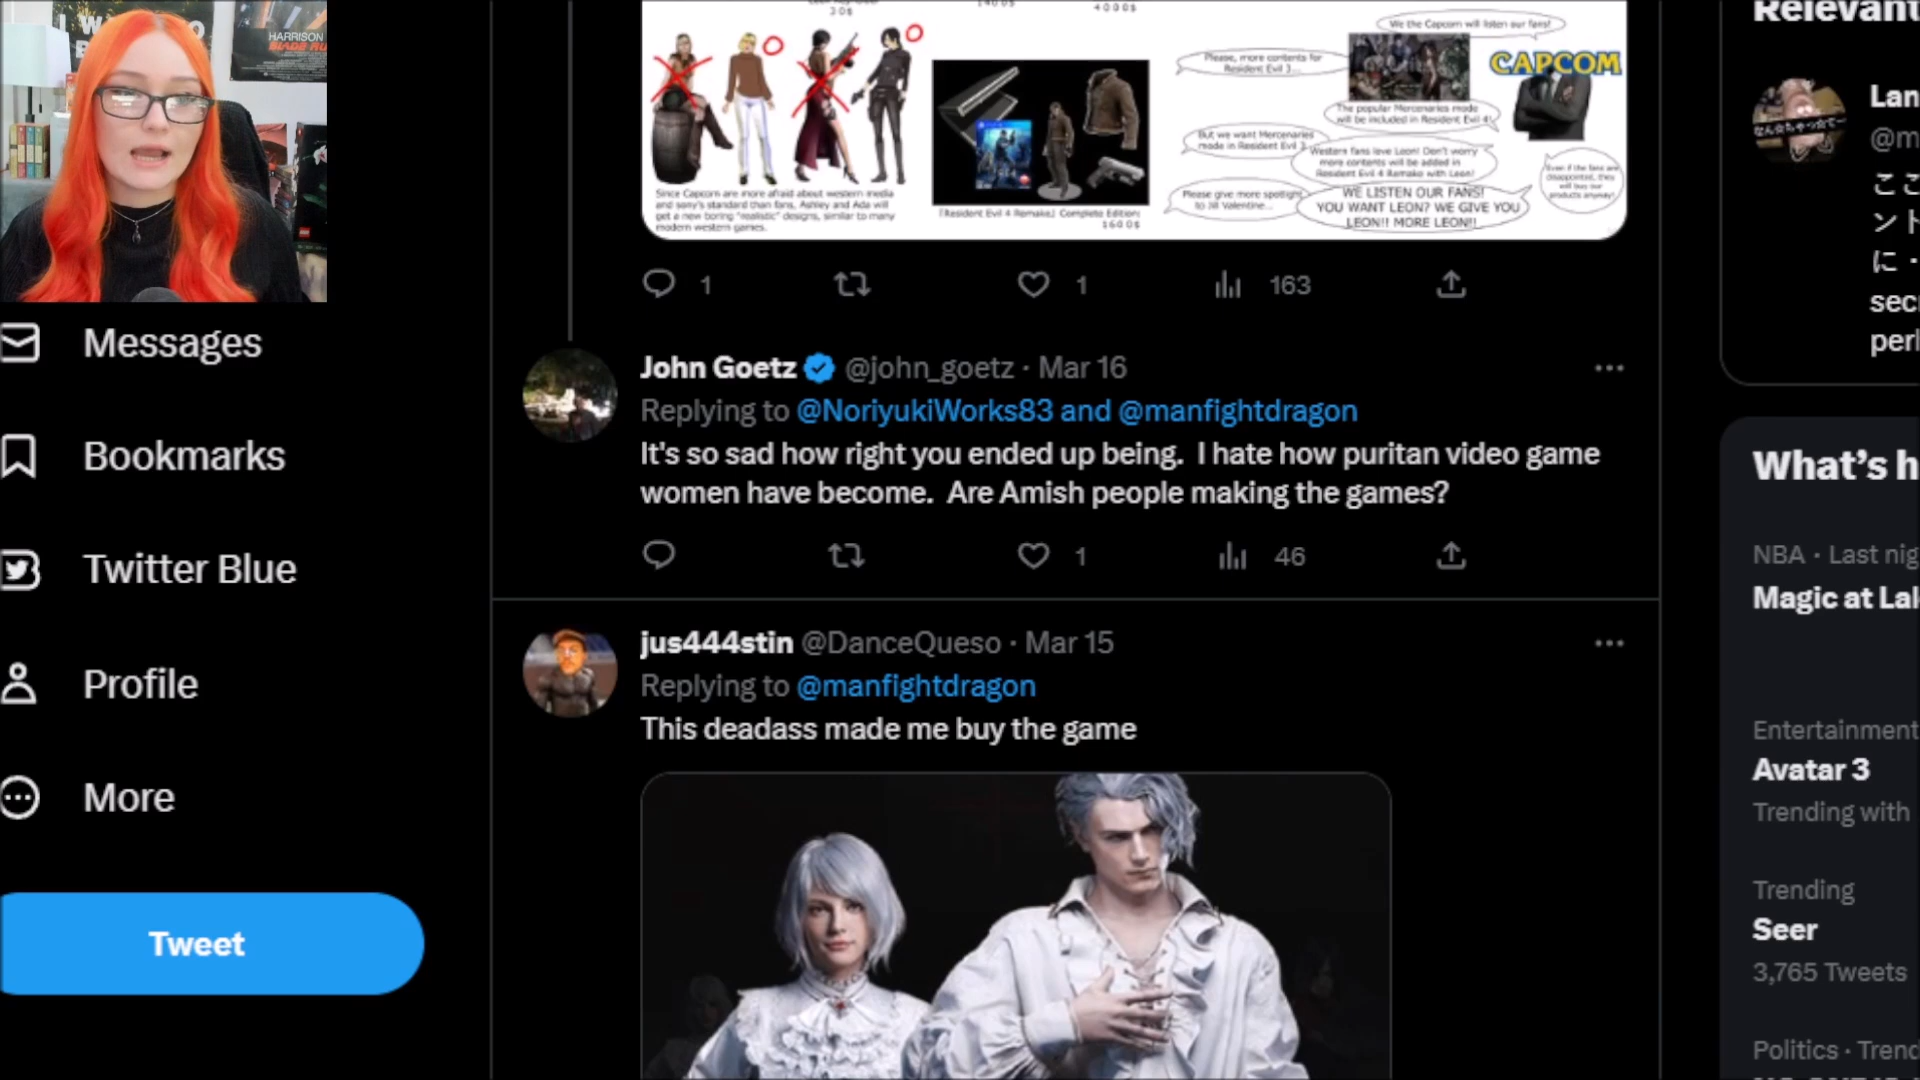 HARRISON
30$
4000$
We the Capcom will listen our fans!
Please, more contents for
Resident Evil 3...
CAPCOM
The popular Mercenaries mode
will be included in Resident Evil 4!
But we want Mercenaries
mode in Resident Evil 3
Western fans love Leon! Don't worry
more contents will be added in
Resident Evil 4 Remake with Leon!
Even if the fans are
disappointed, they
will buy our
products anyway!
Please give more spotlight
to Jill Valentine...
WE LISTEN OUR FANS!
YOU WANT LEON? WE GIVE YOU
LEON!! MORE LEON!!
Since Capcom are more afraid about western media
and sony's standard than fans, Ashley and Ada will
get a new boring "realistic" designs, similar to many
modern western games.
「Resident Evil 4 Remake」 Complete Edition:
1600$
1
1
163
John Goetz @john_goetz · Mar 16
Replying to @NoriyukiWorks83 and @manfightdragon
It's so sad how right you ended up being. I hate how puritan video game
women have become. Are Amish people making the games?
1
46
jus444stin @DanceQueso · Mar 15
Replying to @manfightdragon
This deadass made me buy the game
Messages
Bookmarks
Twitter Blue
Profile
More
Tweet
Relevant
Lan
@m
ここ
ント
に・
sec
perl
What's h
NBA · Last nig
Magic at Lak
Entertainment
Avatar 3
Trending with
Trending
Seer
3,765 Tweets
Politics · Trend